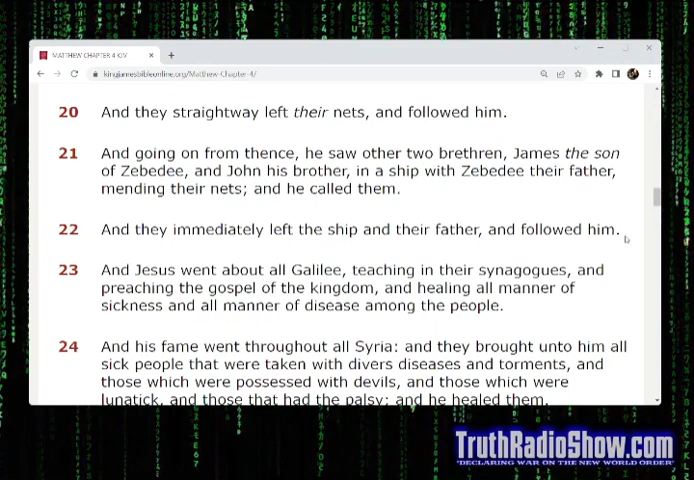 MATTHEW CHAPTER 4 KJV
kingjamesbibleonline.org/Matthew-Chapter-4/
20 And they straightway left their nets, and followed him.
21 And going on from thence, he saw other two brethren, James the son
of Zebedee, and John his brother, in a ship with Zebedee their father,
mending their nets; and he called them.
22 And they immediately left the ship and their father, and followed him.
23 And Jesus went about all Galilee, teaching in their synagogues, and
preaching the gospel of the kingdom, and healing all manner of
sickness and all manner of disease among the people.
24 And his fame went throughout all Syria: and they brought unto him all
sick people that were taken with divers diseases and torments, and
those which were possessed with devils, and those which were
lunatick, and those that had the palsy; and he healed them.
TruthRadioShow.com
"DECLARING WAR ON THE NEW WORLD ORDER"